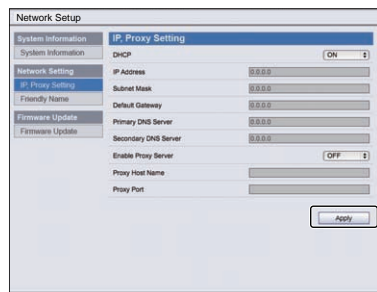 Network Setup
System Information
System Information
Network Setting
IP, Proxy Setting
Friendly Name
Firmware Update
Firmware Update
IP, Proxy Setting
DHCP ON
IP Address 0.0.0.0
Subnet Mask 0.0.0.0
Default Gateway 0.0.0.0
Primary DNS Server 0.0.0.0
Secondary DNS Server 0.0.0.0
Enable Proxy Server OFF
Proxy Host Name
Proxy Port
Apply